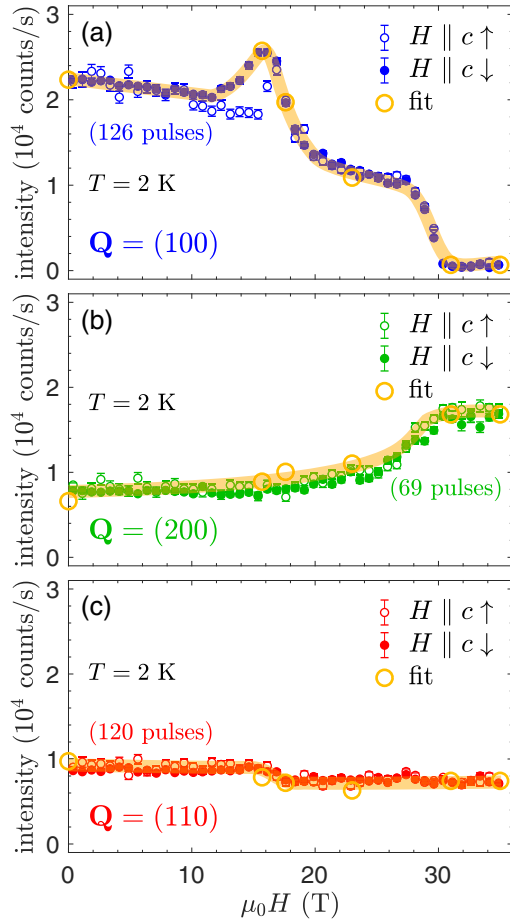 (a)
H ∥ c ↑
H ∥ c ↓
fit
(126 pulses)
T = 2 K
Q = (100)
intensity (10⁴ counts/s)
3
2
1
0
(b)
H ∥ c ↑
H ∥ c ↓
fit
T = 2 K
(69 pulses)
Q = (200)
intensity (10⁴ counts/s)
3
2
1
0
(c)
H ∥ c ↑
H ∥ c ↓
fit
T = 2 K
(120 pulses)
Q = (110)
intensity (10⁴ counts/s)
3
2
1
0
0 10 20 30
μ₀H (T)